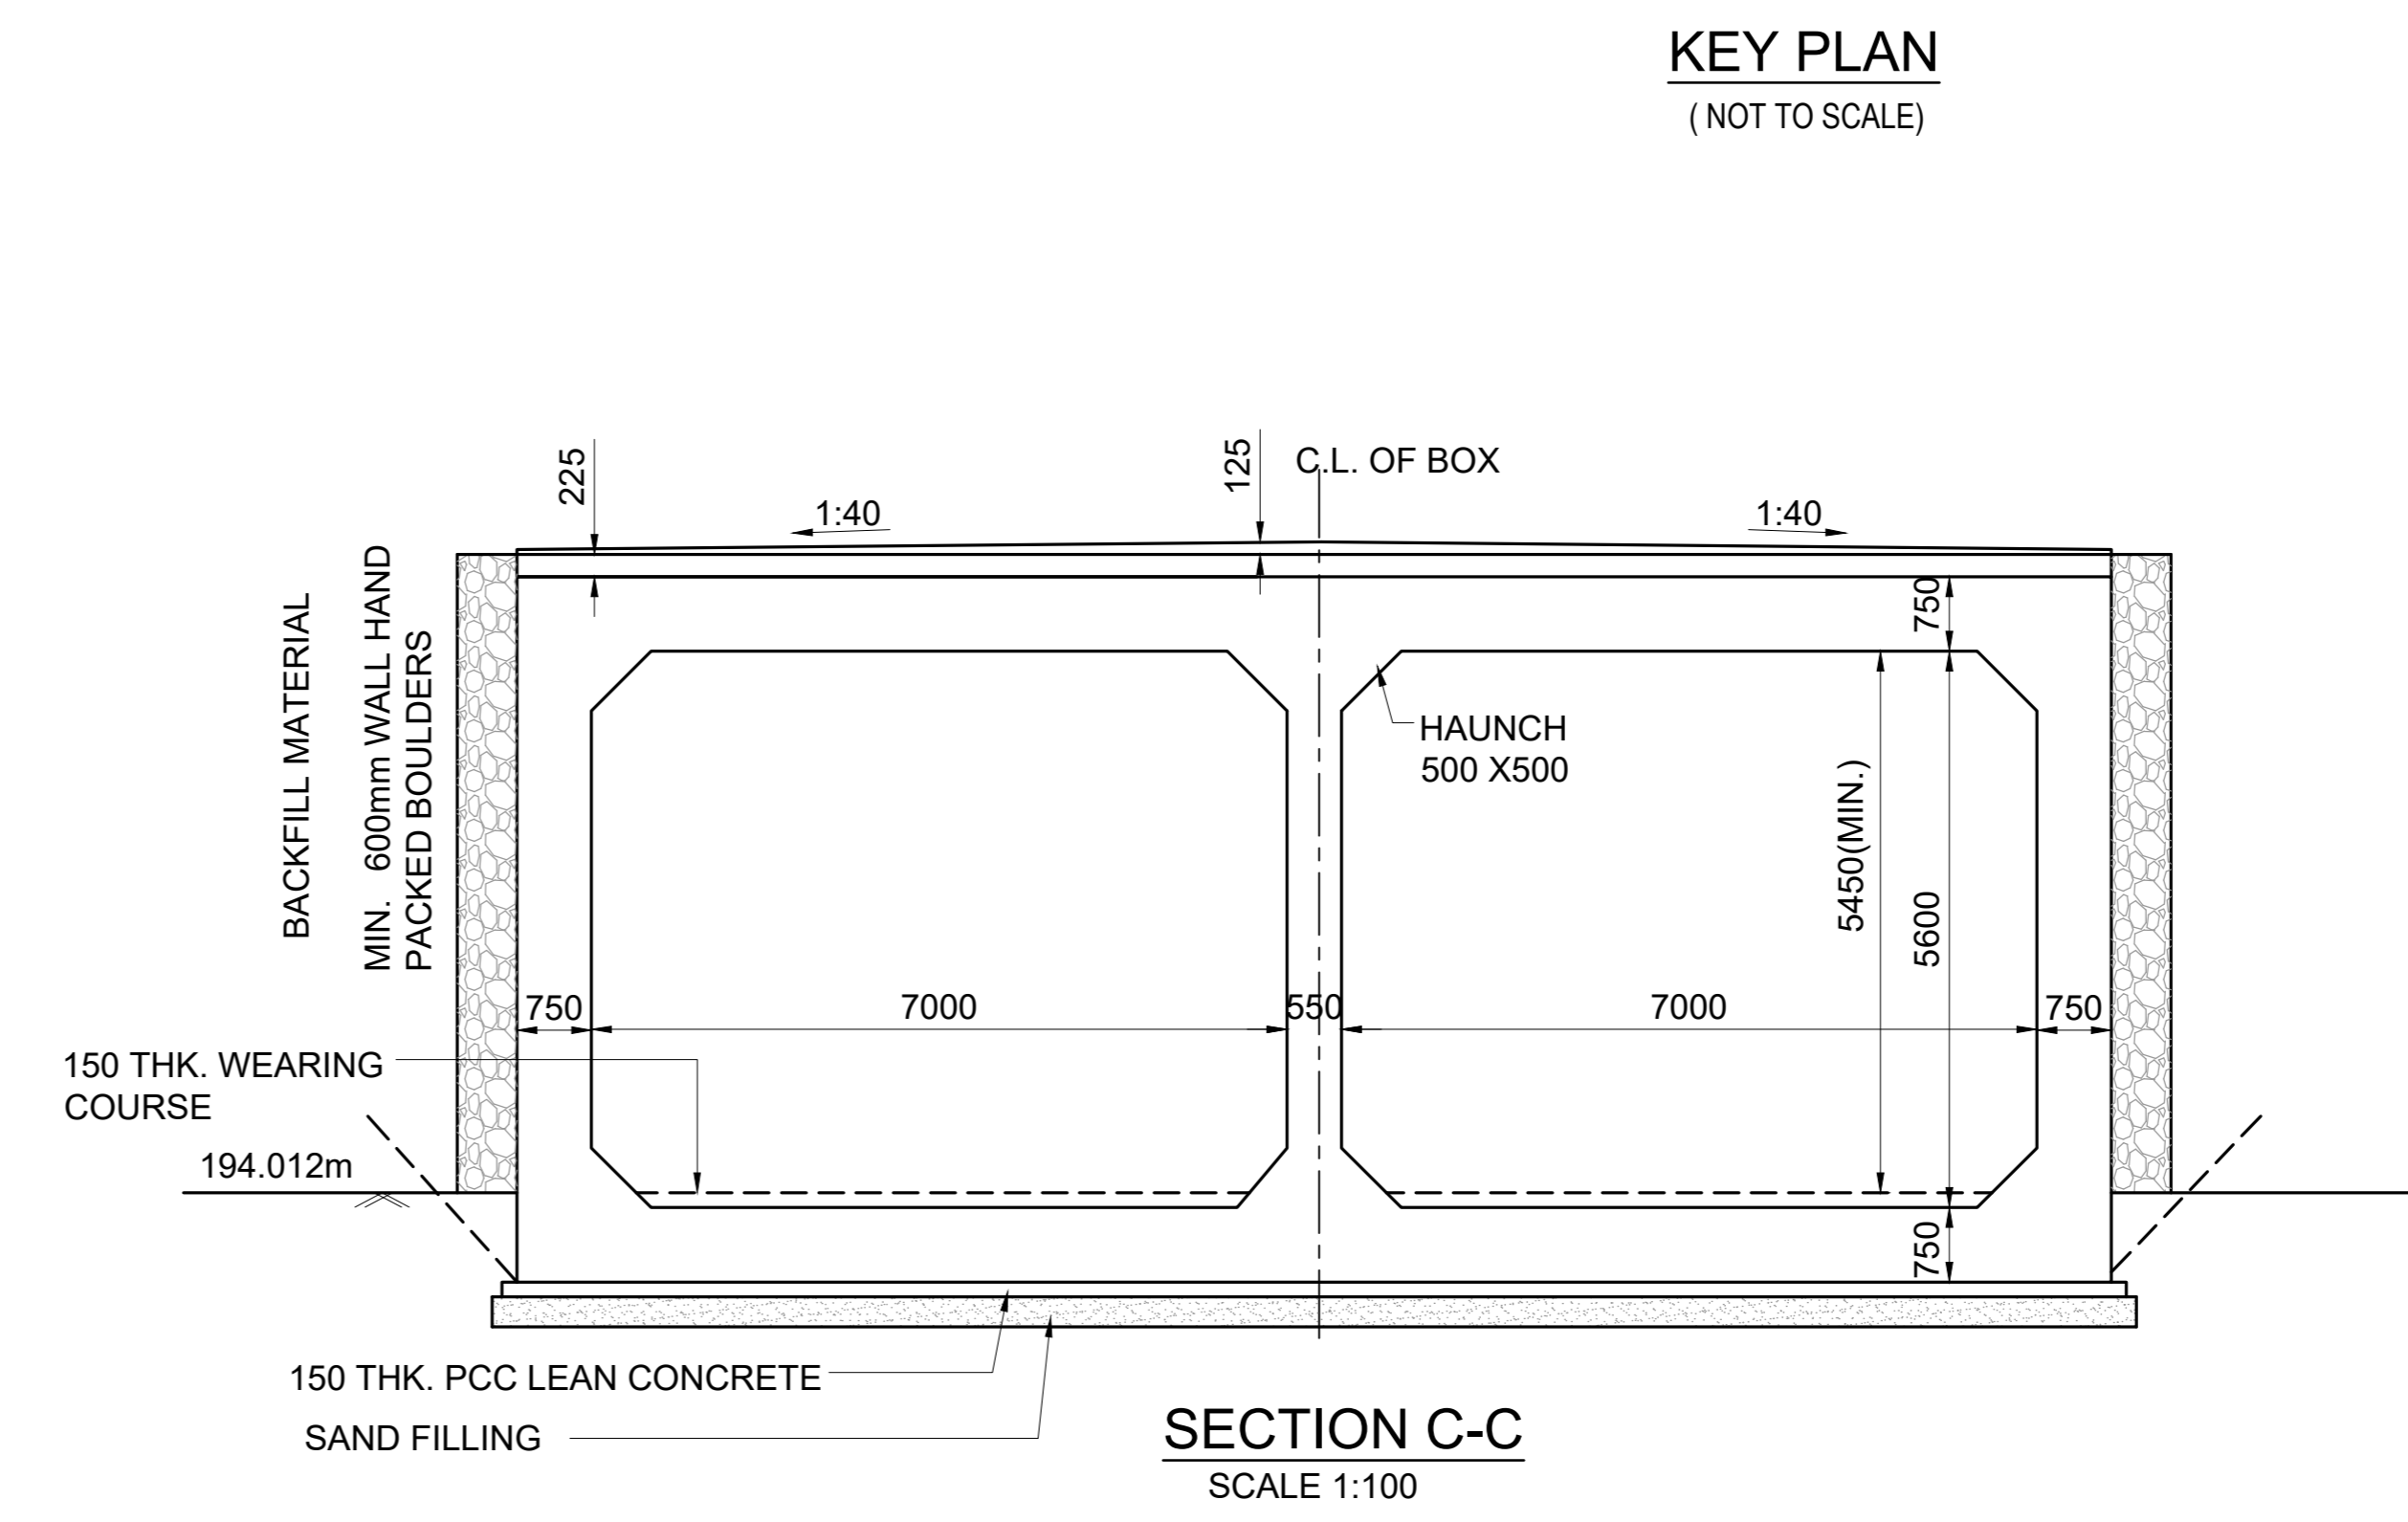 KEY PLAN
( NOT TO SCALE)
225
125
C.L. OF BOX
1:40
1:40
BACKFILL MATERIAL
MIN. 600mm WALL HAND
PACKED BOULDERS
750
HAUNCH
500 X500
5450(MIN.)
5600
750
7000
550
7000
750
150 THK. WEARING
COURSE
194.012m
750
150 THK. PCC LEAN CONCRETE
SAND FILLING
SECTION C-C
SCALE 1:100